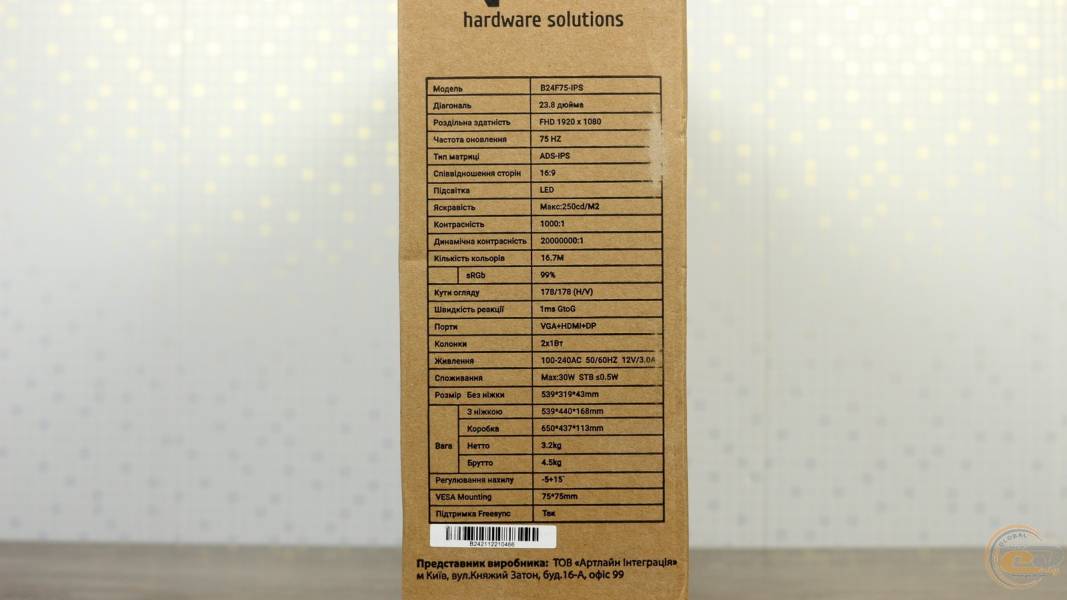 hardware solutions
Модель B24F75-IPS
Діагональ 23.8 дюйма
Роздільна здатність FHD 1920 x 1080
Частота оновлення 75 HZ
Тип матриці ADS-IPS
Співвідношення сторін 16:9
Підсвітка LED
Яскравість Макс:250cd/M2
Контрасність 1000:1
Динамічна контрасність 20000000:1
Кількість кольорів 16.7M
sRGb 99%
Кути огляду 178/178 (H/V)
Швидкість реакції 1ms GtoG
Порти VGA+HDMI+DP
Колонки 2x1Вт
Живлення 100-240AC 50/60HZ 12V/3.0A
Споживання Max:30W STB ≤0.5W
Розмір Без ніжки 539*319*43mm
З ніжкою 539*440*168mm
Коробка 650*437*113mm
Вага Нетто 3.2kg
Брутто 4.5kg
Регулювання нахилу -5+15°
VESA Mounting 75*75mm
Підтримка Freesync Так
B242112210466
Представник виробника: ТОВ «Артлайн Інтеграція»
м Київ, вул.Княжий Затон, буд.16-А, офіс 99
GLOBAL